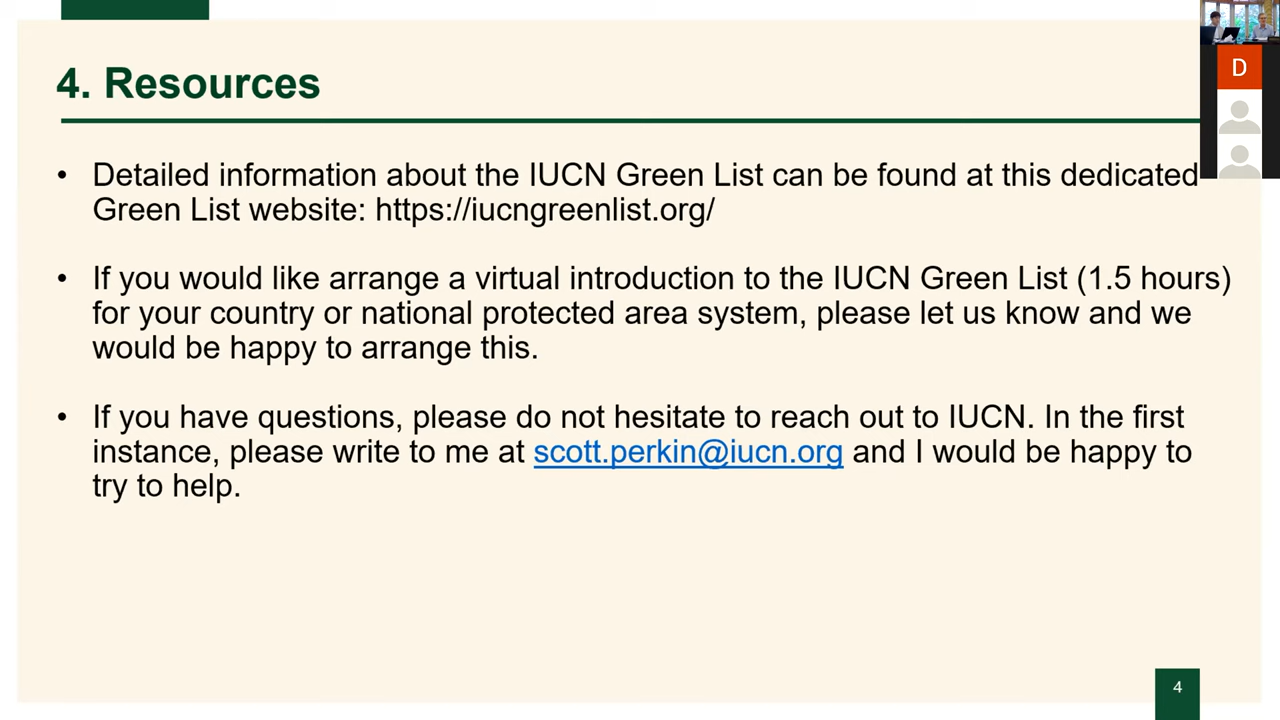 4. Resources
D
• Detailed information about the IUCN Green List can be found at this dedicated
Green List website: https://iucngreenlist.org/
• If you would like arrange a virtual introduction to the IUCN Green List (1.5 hours)
for your country or national protected area system, please let us know and we
would be happy to arrange this.
• If you have questions, please do not hesitate to reach out to IUCN. In the first
instance, please write to me at scott.perkin@iucn.org and I would be happy to
try to help.
4